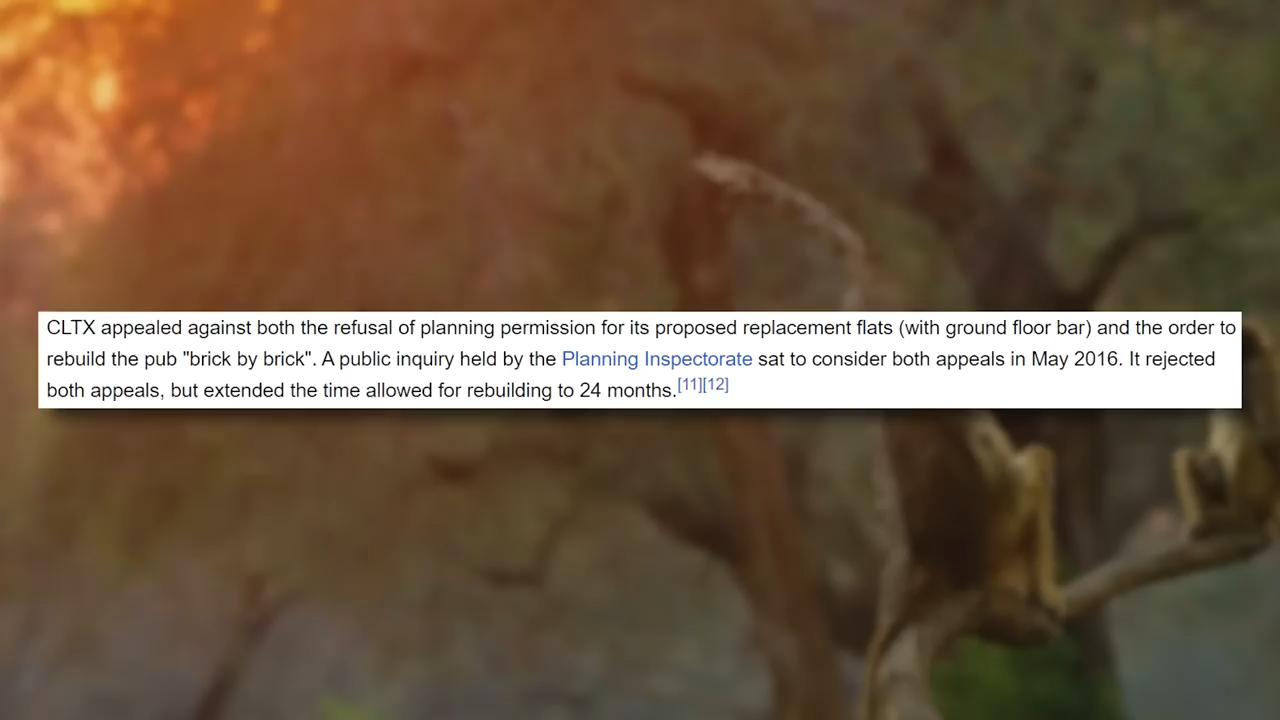 CLTX appealed against both the refusal of planning permission for its proposed replacement flats (with ground floor bar) and the order to
rebuild the pub "brick by brick". A public inquiry held by the Planning Inspectorate sat to consider both appeals in May 2016. It rejected
both appeals, but extended the time allowed for rebuilding to 24 months.[11][12]